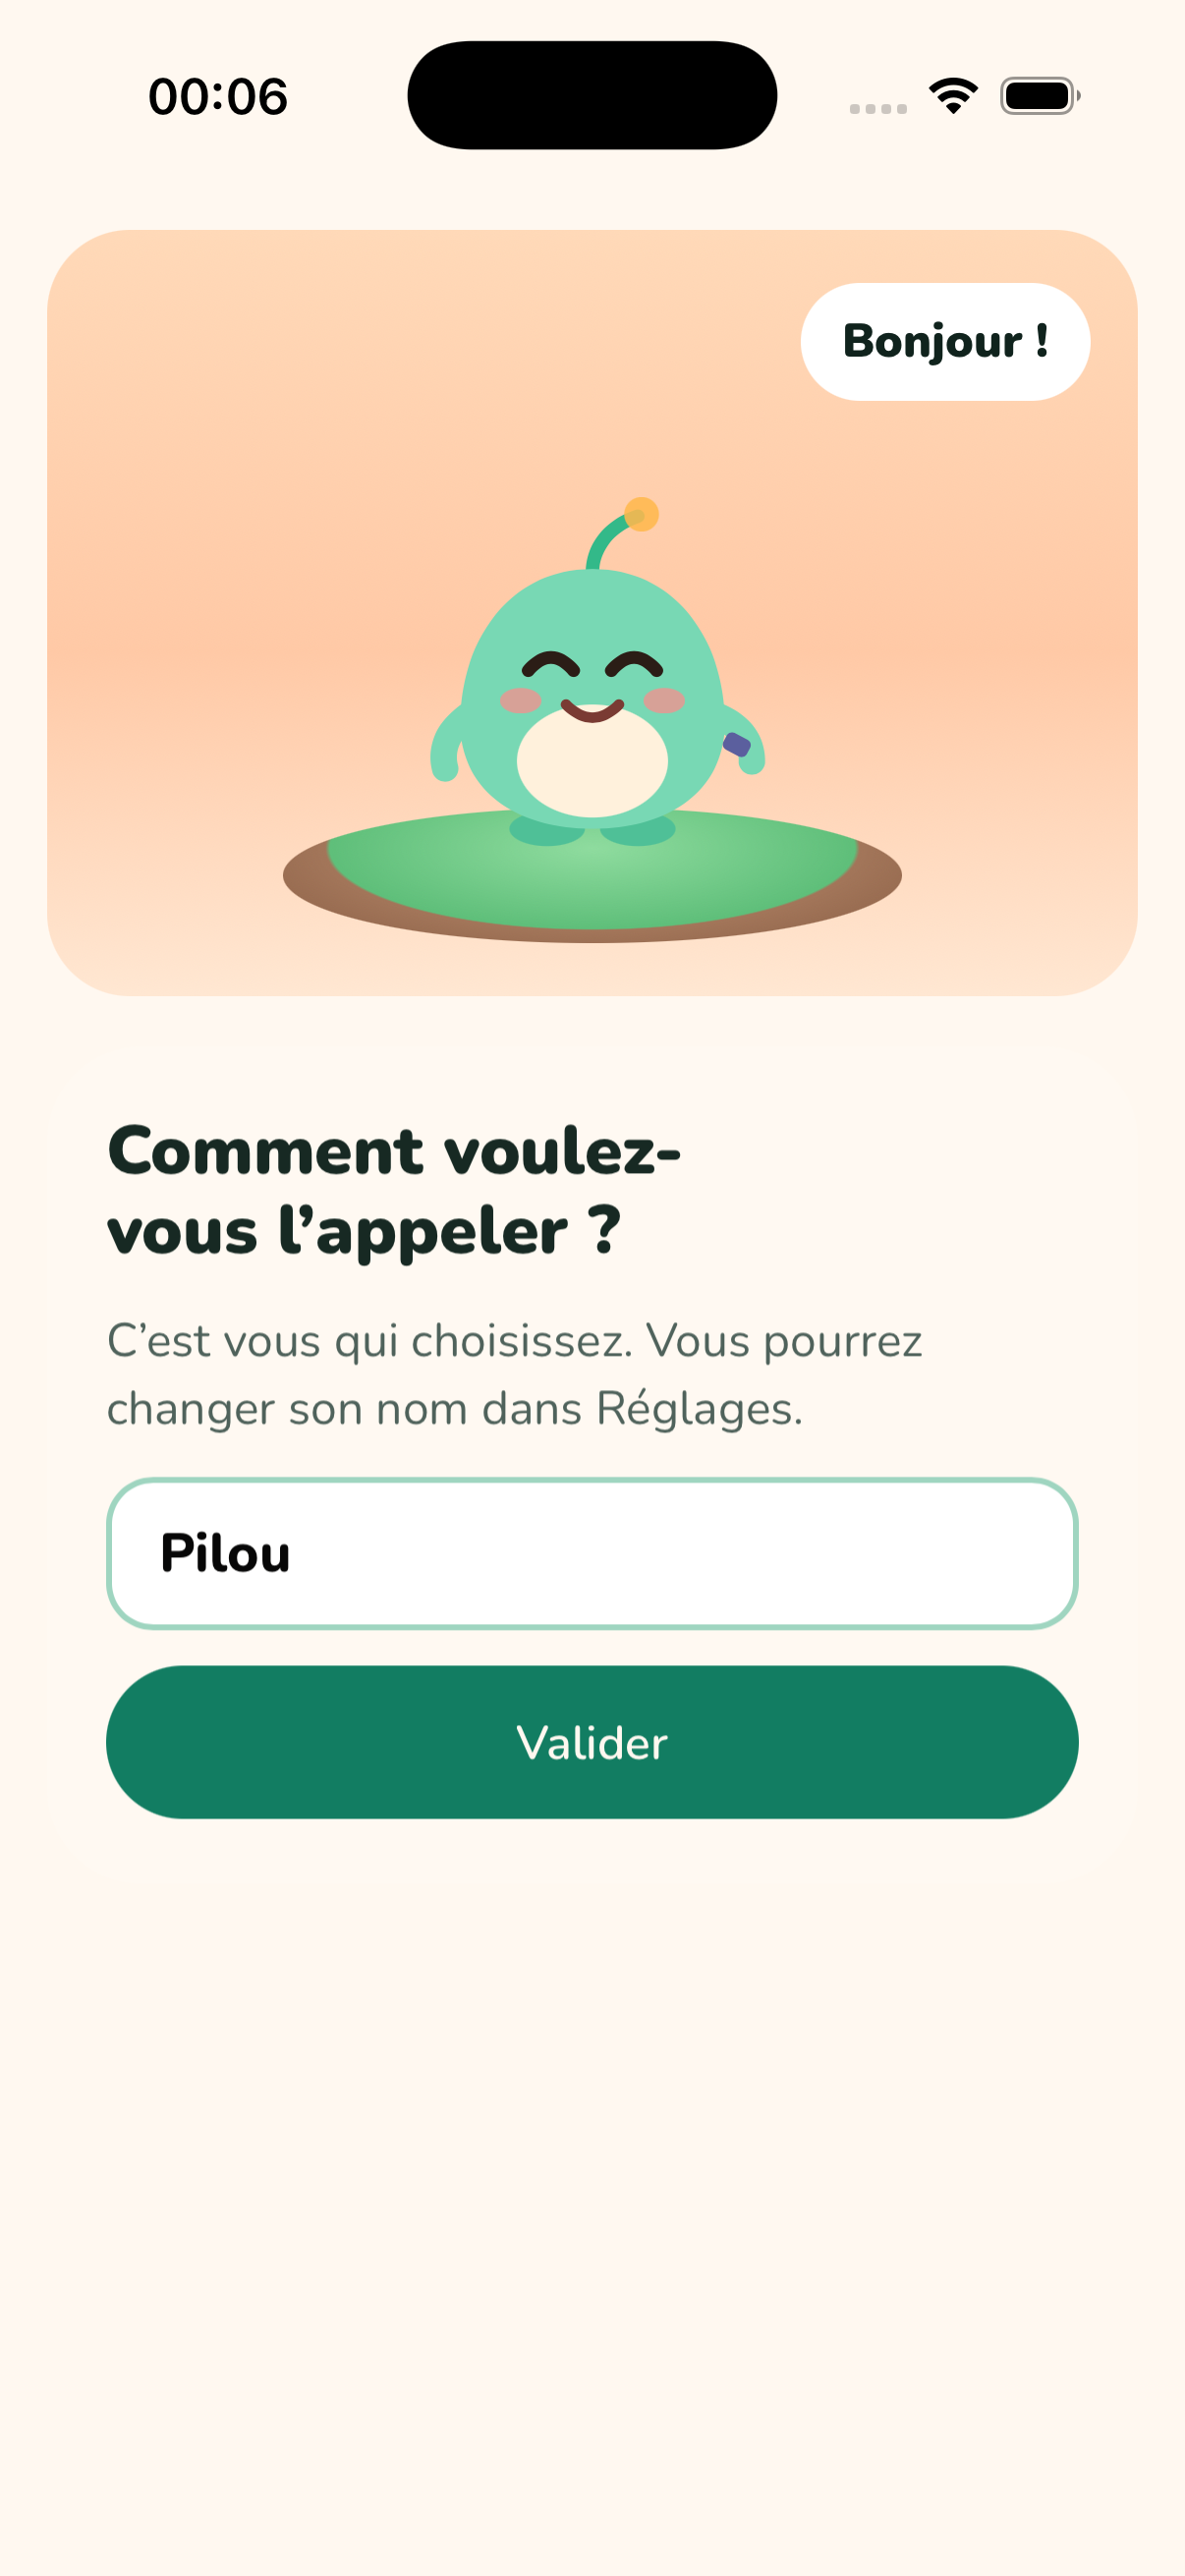 00:06
Bonjour !
Comment voulez-
vous l’appeler ?
C’est vous qui choisissez. Vous pourrez
changer son nom dans Réglages.
Pilou
Valider